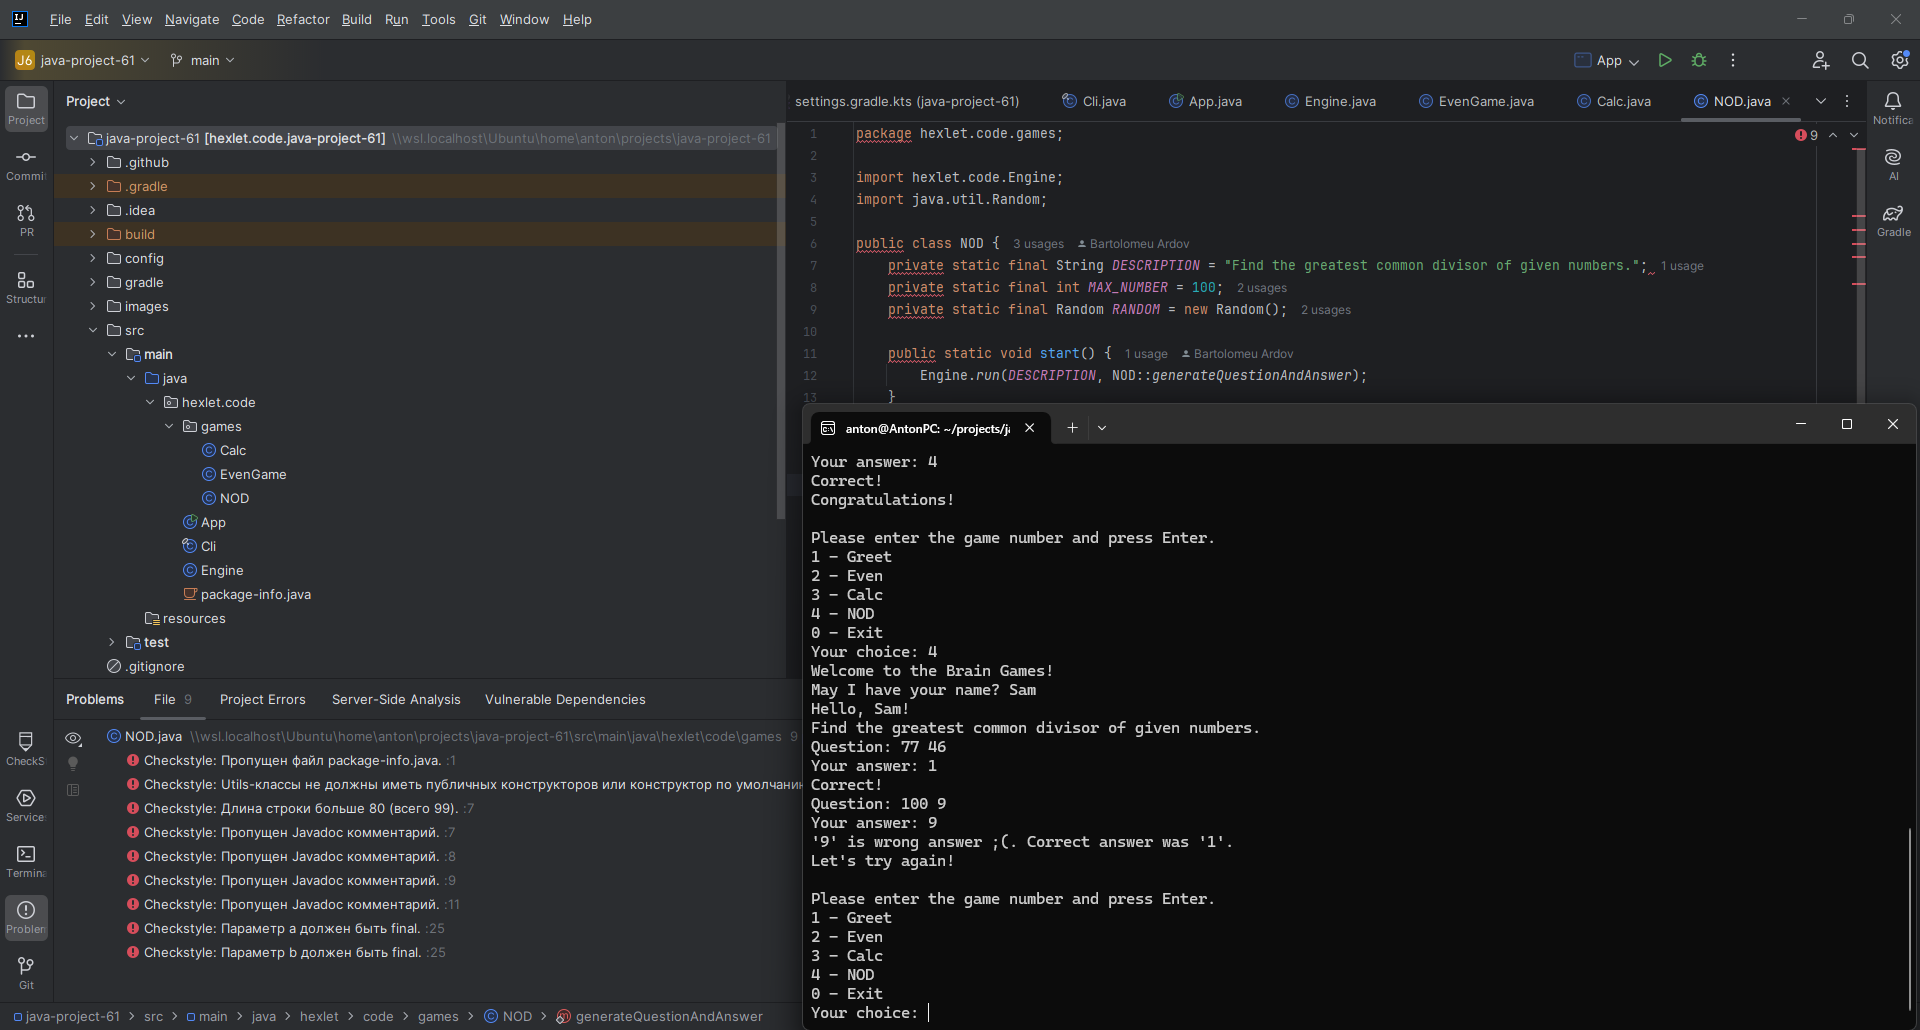 File Edit View Navigate Code Refactor Build Run Tools Git Window Help
J6 java-project-61 main App
Project
Commi
PR
Structur
Project
java-project-61 [hexlet.code.java-project-61] \\wsl.localhost\Ubuntu\home\anton\projects\java-project-61
.github
.gradle
.idea
build
config
gradle
images
src
main
java
hexlet.code
games
Calc
EvenGame
NOD
App
Cli
Engine
package-info.java
resources
test
.gitignore
settings.gradle.kts (java-project-61) Cli.java App.java Engine.java EvenGame.java Calc.java NOD.java
9
1 package hexlet.code.games;
2
3 import hexlet.code.Engine;
4 import java.util.Random;
5
6 public class NOD { 3 usages Bartolomeu Ardov
7 private static final String DESCRIPTION = "Find the greatest common divisor of given numbers."; 1 usage
8 private static final int MAX_NUMBER = 100; 2 usages
9 private static final Random RANDOM = new Random(); 2 usages
10
11 public static void start() { 1 usage Bartolomeu Ardov
12 Engine.run(DESCRIPTION, NOD::generateQuestionAndAnswer);
13 }
Notifica
AI
Gradle
anton@AntonPC: ~/projects/ja
Your answer: 4
Correct!
Congratulations!
Please enter the game number and press Enter.
1 - Greet
2 - Even
3 - Calc
4 - NOD
0 - Exit
Your choice: 4
Welcome to the Brain Games!
May I have your name? Sam
Hello, Sam!
Find the greatest common divisor of given numbers.
Question: 77 46
Your answer: 1
Correct!
Question: 100 9
Your answer: 9
'9' is wrong answer ;(. Correct answer was '1'.
Let's try again!
Please enter the game number and press Enter.
1 - Greet
2 - Even
3 - Calc
4 - NOD
0 - Exit
Your choice:
Problems File 9 Project Errors Server-Side Analysis Vulnerable Dependencies
NOD.java \\wsl.localhost\Ubuntu\home\anton\projects\java-project-61\src\main\java\hexlet\code\games 9
Checkstyle: Пропущен файл package-info.java. :1
Checkstyle: Utils-классы не должны иметь публичных конструкторов или конструктор по умолчани
Checkstyle: Длина строки больше 80 (всего 99). :7
Checkstyle: Пропущен Javadoc комментарий. :7
Checkstyle: Пропущен Javadoc комментарий. :8
Checkstyle: Пропущен Javadoc комментарий. :9
Checkstyle: Пропущен Javadoc комментарий. :11
Checkstyle: Параметр a должен быть final. :25
Checkstyle: Параметр b должен быть final. :25
CheckS
Service
Termina
Problen
Git
java-project-61 > src > main > java > hexlet > code > games > NOD > generateQuestionAndAnswer